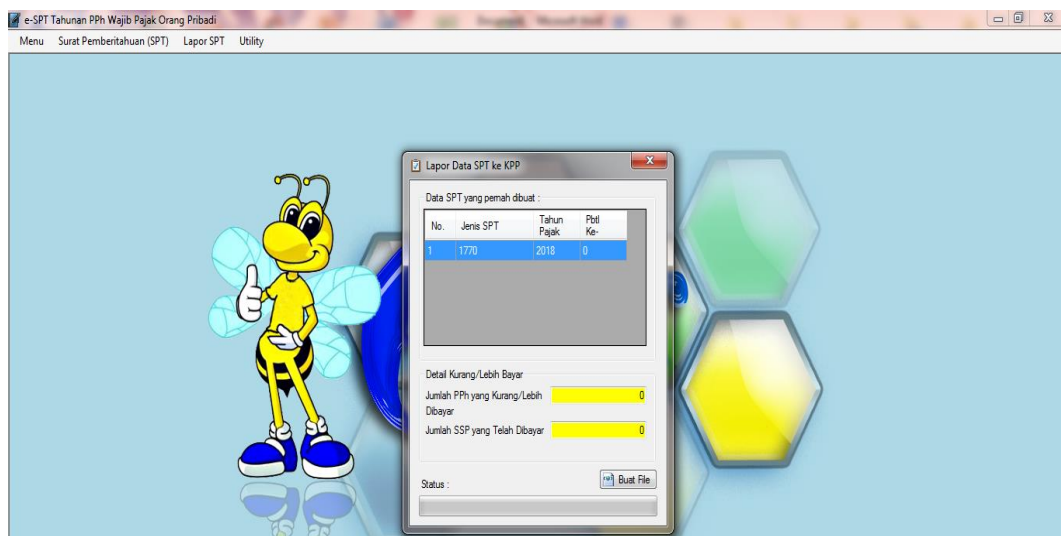 e-SPT Tahunan PPh Wajib Pajak Orang Pribadi
Menu Surat Pemberitahuan (SPT) Lapor SPT Utility
Lapor Data SPT ke KPP
Data SPT yang pernah dibuat :
No. Jenis SPT Tahun Pajak Pbtl Ke-
1 1770 2018 0
Detail Kurang/Lebih Bayar
Jumlah PPh yang Kurang/Lebih 0
Dibayar
Jumlah SSP yang Telah Dibayar 0
Status : Buat File